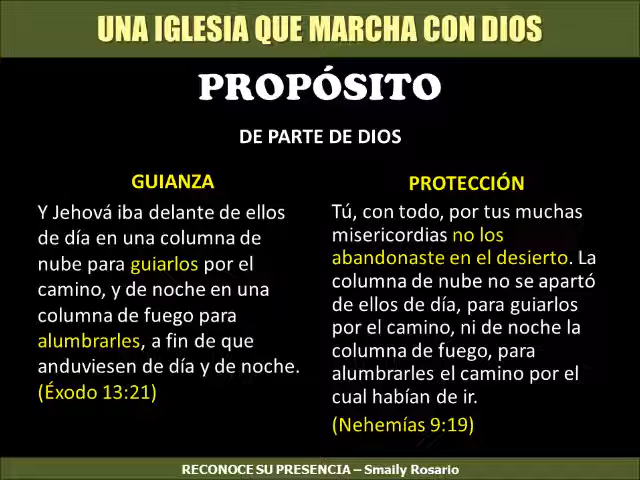 UNA IGLESIA QUE MARCHA CON DIOS
PROPÓSITO
DE PARTE DE DIOS
GUIANZA
Y Jehová iba delante de ellos
de día en una columna de
nube para guiarlos por el
camino, y de noche en una
columna de fuego para
alumbrarles, a fin de que
anduviesen de día y de noche.
(Éxodo 13:21)
PROTECCIÓN
Tú, con todo, por tus muchas
misericordias no los
abandonaste en el desierto. La
columna de nube no se apartó
de ellos de día, para guiarlos
por el camino, ni de noche la
columna de fuego, para
alumbrarles el camino por el
cual habían de ir.
(Nehemías 9:19)
RECONOCE SU PRESENCIA – Smaily Rosario